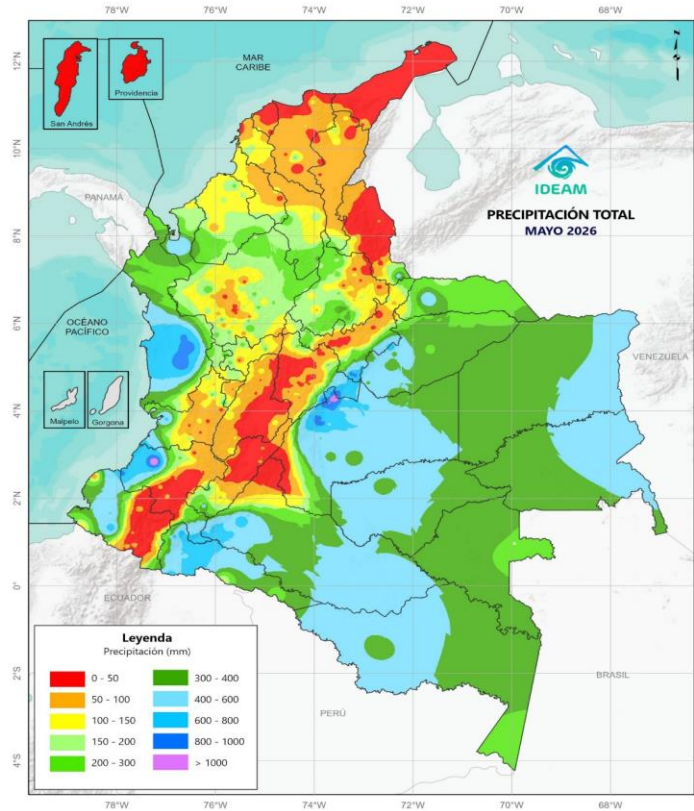 78°W
76°W
74°W
72°W
70°W
68°W
12°N
10°N
8°N
6°N
4°N
2°N
0°
2°S
4°S
MAR
CARIBE
San Andrés
Providencia
N
IDEAM
PRECIPITACIÓN TOTAL
MAYO 2026
PANAMÁ
OCÉANO
PACÍFICO
VENEZUELA
Malpelo
Gorgona
ECUADOR
PERÚ
BRASIL
Leyenda
Precipitación (mm)
0 - 50
50 - 100
100 - 150
150 - 200
200 - 300
300 - 400
400 - 600
600 - 800
800 - 1000
> 1000
78°W
76°W
74°W
72°W
70°W
68°W